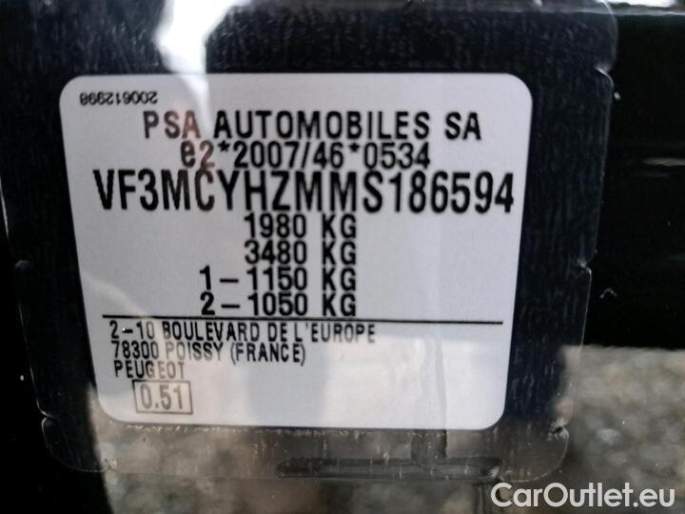 200612998
PSA AUTOMOBILES SA
e2*2007/46*0534
VF3MCYHZMMS186594
1980 KG
3480 KG
1-1150 KG
2-1050 KG
2-10 BOULEVARD DE L'EUROPE
78300 POISSY (FRANCE)
PEUGEOT
0.51
CarOutlet.eu